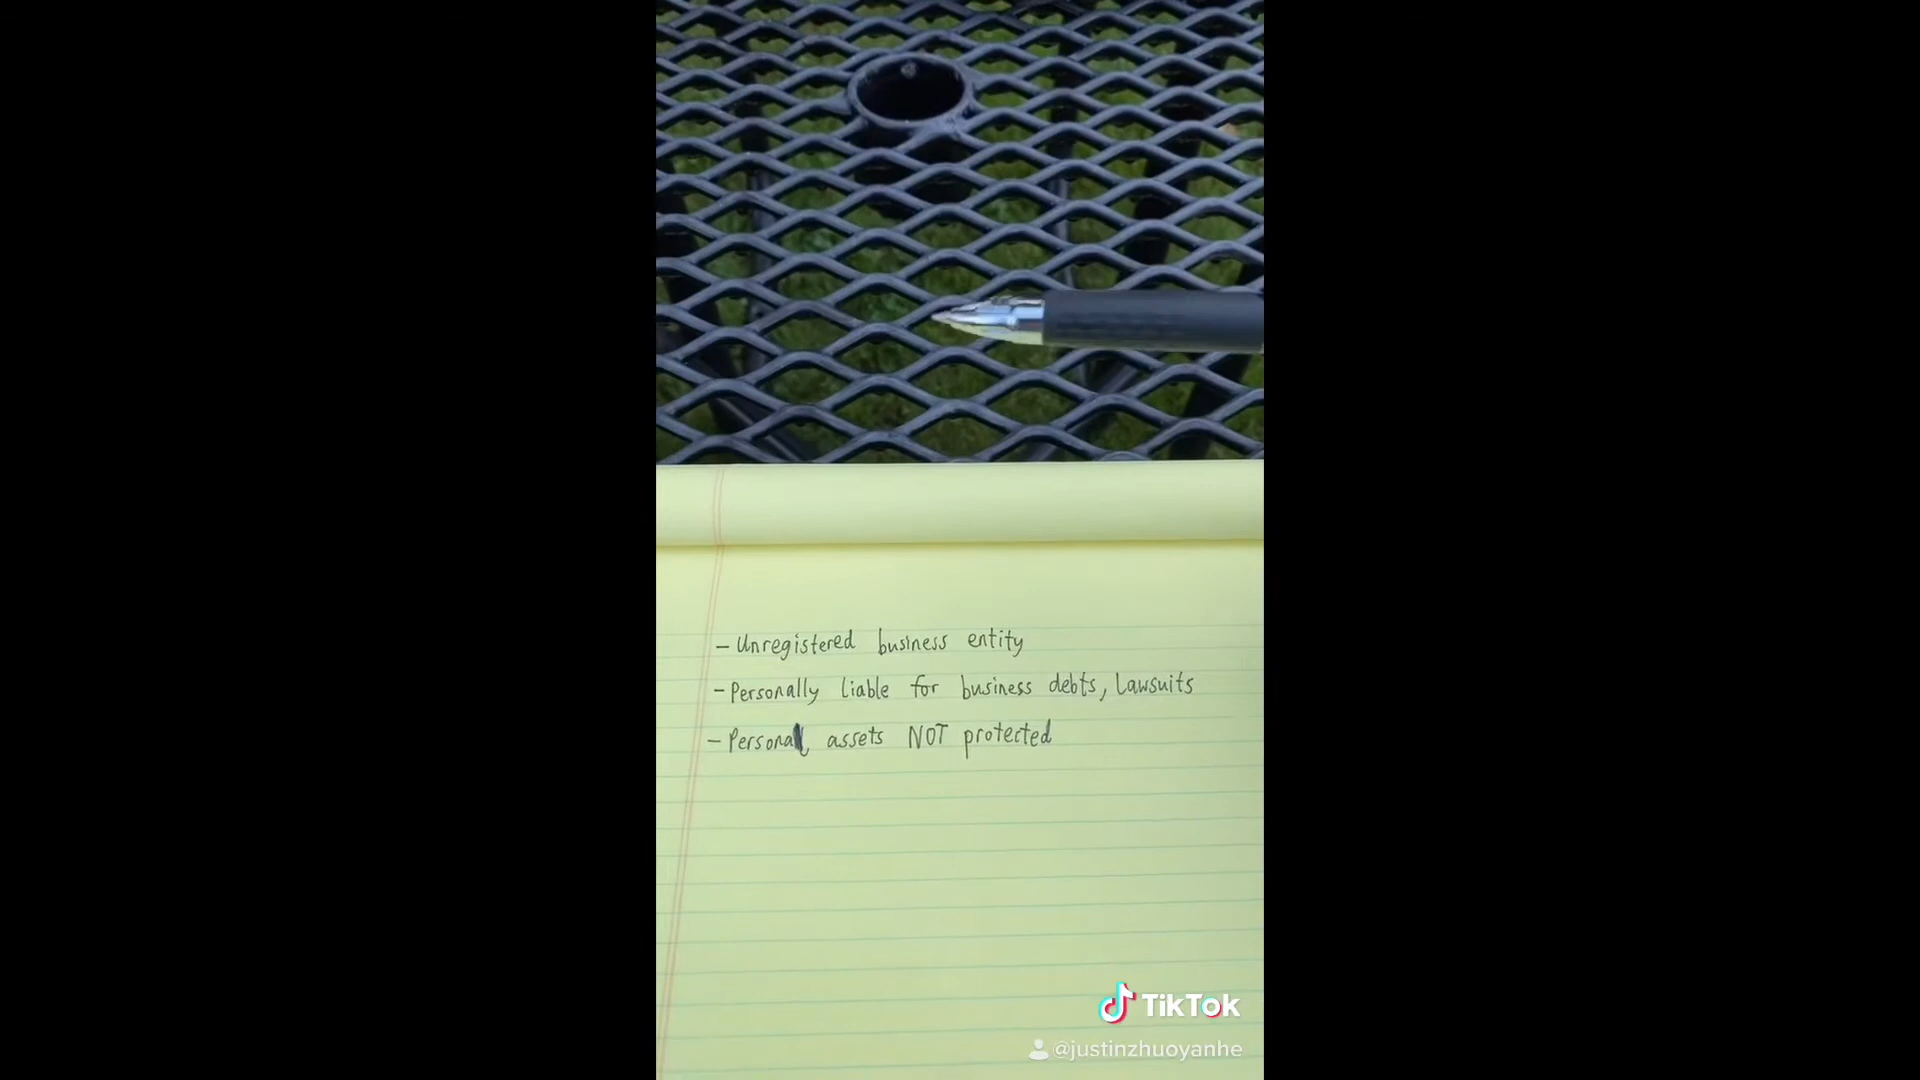 - Unregistered business entity
- Personally liable for business debts, Lawsuits
- Personal assets NOT protected
TikTok
@justinzhuoyanhe